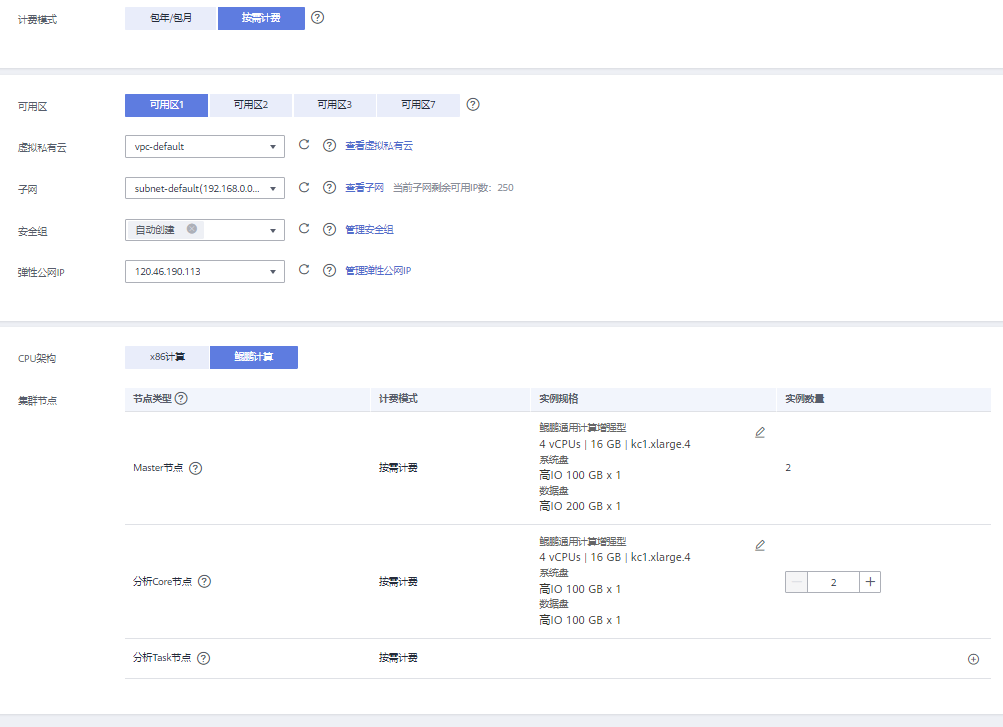 计费模式 包年/包月 按需计费
可用区 可用区1 可用区2 可用区3 可用区7
虚拟私有云 vpc-default 查看虚拟私有云
子网 subnet-default(192.168.0.0... 查看子网 当前子网剩余可用IP数：250
安全组 自动创建 管理安全组
弹性公网IP 120.46.190.113 管理弹性公网IP
CPU架构 x86计算 鲲鹏计算
集群节点 节点类型 计费模式 实例规格 实例数量
鲲鹏通用计算增强型
4 vCPUs | 16 GB | kc1.xlarge.4
系统盘
Master节点 按需计费 高IO 100 GB x 1 2
数据盘
高IO 200 GB x 1
鲲鹏通用计算增强型
4 vCPUs | 16 GB | kc1.xlarge.4
系统盘
分析Core节点 按需计费 高IO 100 GB x 1 2
数据盘
高IO 100 GB x 1
分析Task节点 按需计费